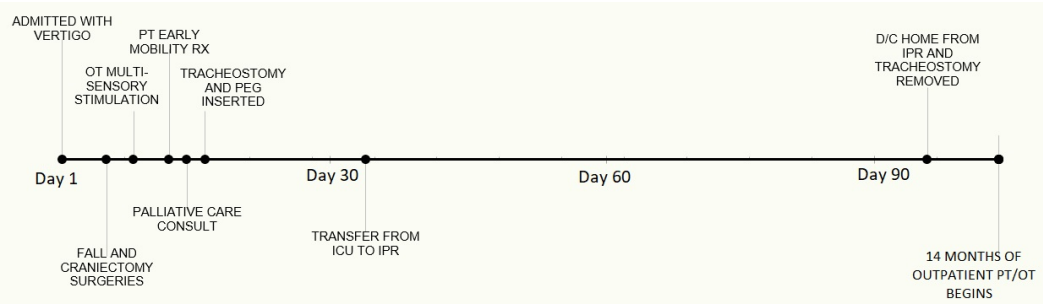 ADMITTED WITH
VERTIGO
PT EARLY
MOBILITY RX
OT MULTI-
SENSORY
STIMULATION
TRACHEOSTOMY
AND PEG
INSERTED
D/C HOME FROM
IPR AND
TRACHEOSTOMY
REMOVED
Day 1
Day 30
Day 60
Day 90
FALL AND
CRANIECTOMY
SURGERIES
PALLIATIVE CARE
CONSULT
TRANSFER FROM
ICU TO IPR
14 MONTHS OF
OUTPATIENT PT/OT
BEGINS